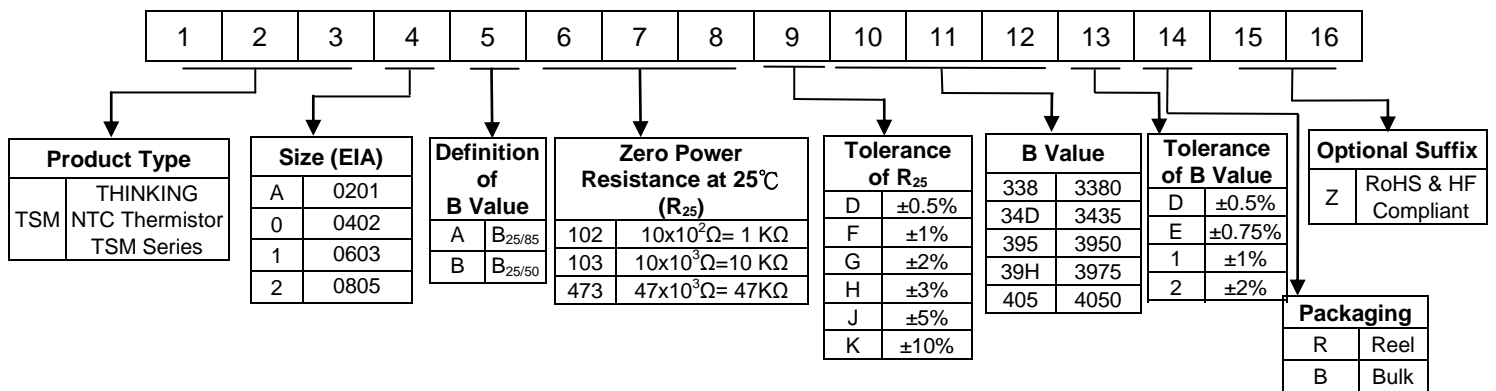 1 2 3 4 5 6 7 8 9 10 11 12 13 14 15 16
Product Type
TSM
THINKING
NTC Thermistor
TSM Series
Size (EIA)
A 0201
0 0402
1 0603
2 0805
Definition
of
B Value
A B₂₅/₈₅
B B₂₅/₅₀
Zero Power
Resistance at 25℃
(R₂₅)
102 10x10²Ω= 1 KΩ
103 10x10³Ω=10 KΩ
473 47x10³Ω= 47KΩ
Tolerance
of R₂₅
D ±0.5%
F ±1%
G ±2%
H ±3%
J ±5%
K ±10%
B Value
338 3380
34D 3435
395 3950
39H 3975
405 4050
Tolerance
of B Value
D ±0.5%
E ±0.75%
1 ±1%
2 ±2%
Packaging
R Reel
B Bulk
Optional Suffix
Z
RoHS & HF
Compliant